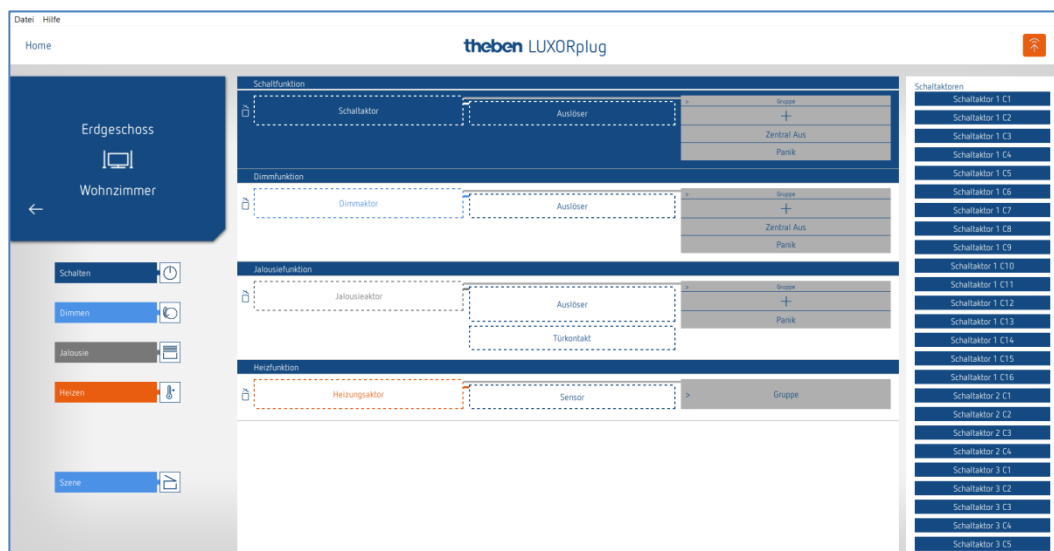 Datei Hilfe
Home
theben LUXORplug
Erdgeschoss
Wohnzimmer
Schalten
Dimmen
Jalousie
Heizen
Szene
Schaltfunktion
Schaltaktor
Auslöser
> Gruppe
+
Zentral Aus
Panik
Dimmfunktion
Dimmaktor
Auslöser
> Gruppe
+
Zentral Aus
Panik
Jalousiefunktion
Jalousieaktor
Auslöser
Türkontakt
> Gruppe
+
Panik
Heizfunktion
Heizungsaktor
Sensor
> Gruppe
Schaltaktoren
Schaltaktor 1 C1
Schaltaktor 1 C2
Schaltaktor 1 C3
Schaltaktor 1 C4
Schaltaktor 1 C5
Schaltaktor 1 C6
Schaltaktor 1 C7
Schaltaktor 1 C8
Schaltaktor 1 C9
Schaltaktor 1 C10
Schaltaktor 1 C11
Schaltaktor 1 C12
Schaltaktor 1 C13
Schaltaktor 1 C14
Schaltaktor 1 C15
Schaltaktor 1 C16
Schaltaktor 2 C1
Schaltaktor 2 C2
Schaltaktor 2 C3
Schaltaktor 2 C4
Schaltaktor 3 C1
Schaltaktor 3 C2
Schaltaktor 3 C3
Schaltaktor 3 C4
Schaltaktor 3 C5